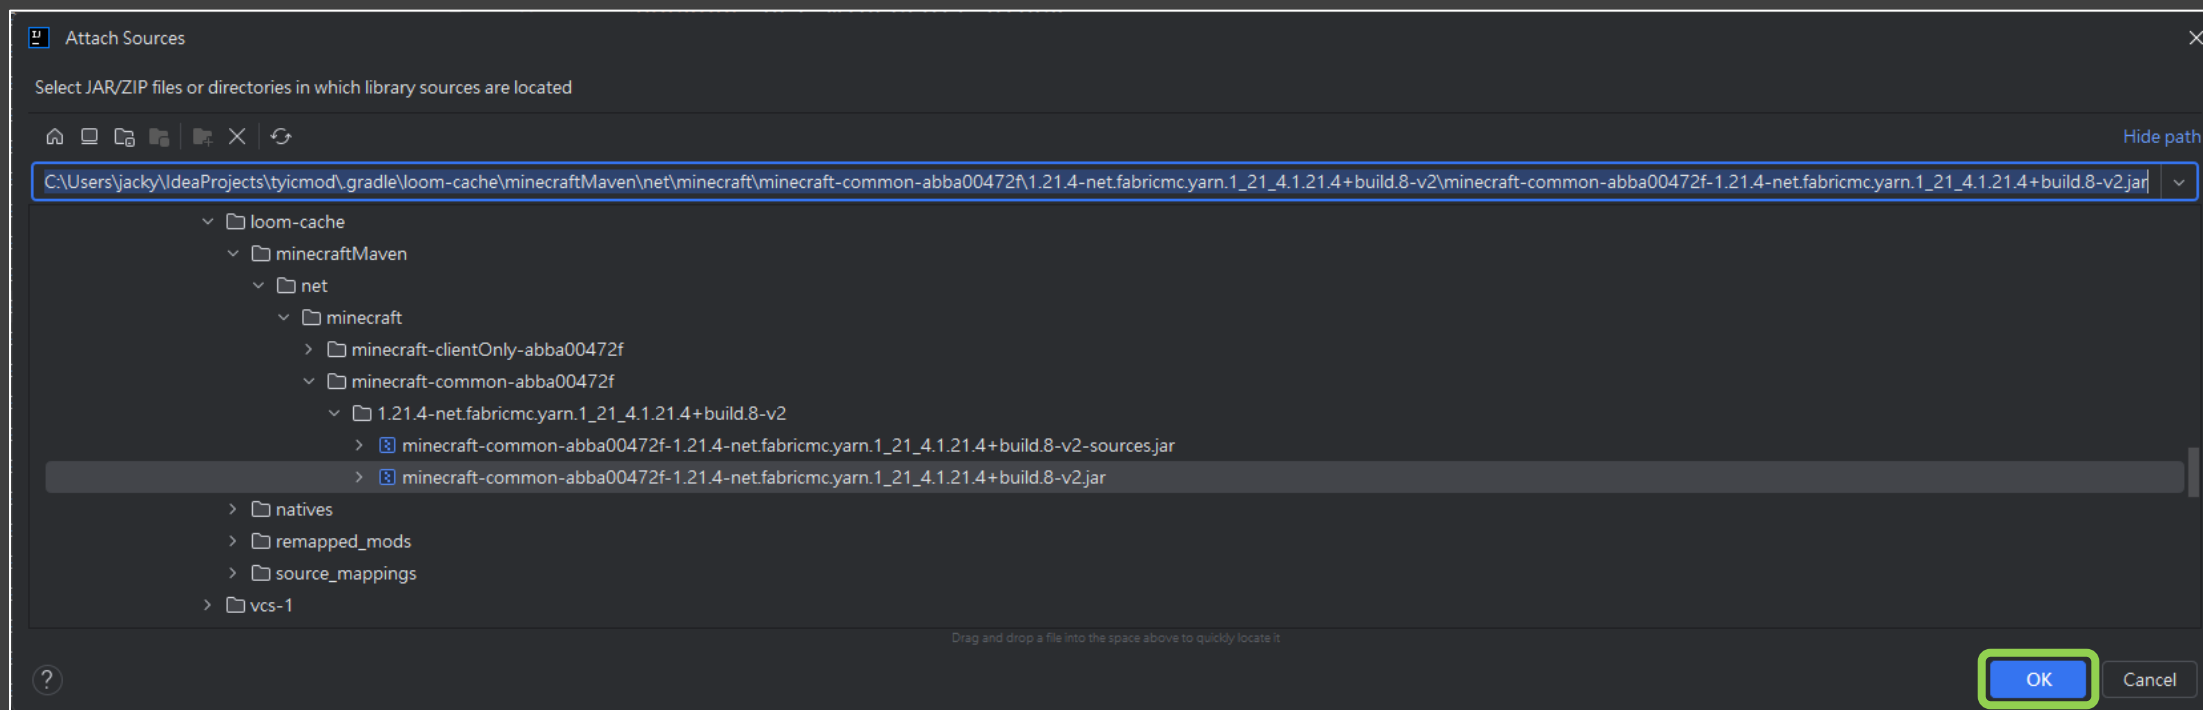 Attach Sources
Select JAR/ZIP files or directories in which library sources are located
Hide path
C:\Users\jacky\IdeaProjects\tyicmod\.gradle\loom-cache\minecraftMaven\net\minecraft\minecraft-common-abba00472f\1.21.4-net.fabricmc.yarn.1_21_4.1.21.4+build.8-v2\minecraft-common-abba00472f-1.21.4-net.fabricmc.yarn.1_21_4.1.21.4+build.8-v2.jar
loom-cache
minecraftMaven
net
minecraft
minecraft-clientOnly-abba00472f
minecraft-common-abba00472f
1.21.4-net.fabricmc.yarn.1_21_4.1.21.4+build.8-v2
minecraft-common-abba00472f-1.21.4-net.fabricmc.yarn.1_21_4.1.21.4+build.8-v2-sources.jar
minecraft-common-abba00472f-1.21.4-net.fabricmc.yarn.1_21_4.1.21.4+build.8-v2.jar
natives
remapped_mods
source_mappings
vcs-1
Drag and drop a file into the space above to quickly locate it
? OK Cancel